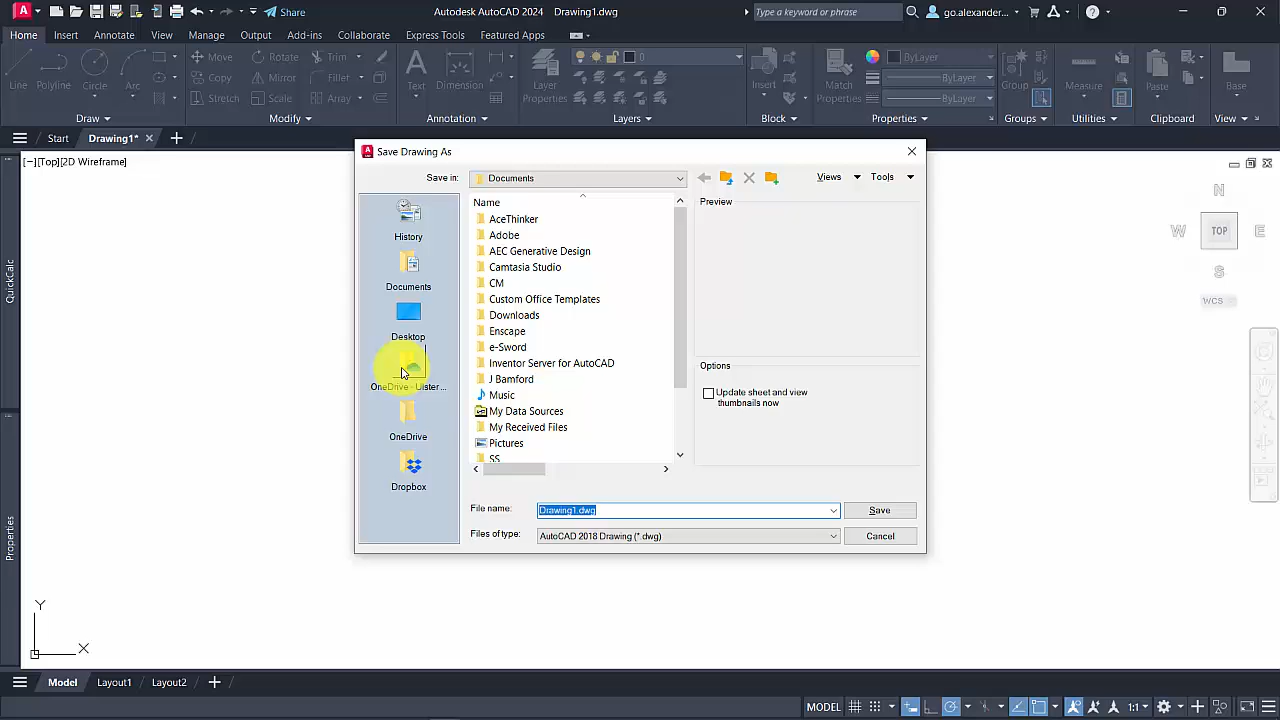 A Share Autodesk AutoCAD 2024 Drawing1.dwg Type a keyword or phrase go.alexander...
Home Insert Annotate View Manage Output Add-ins Collaborate Express Tools Featured Apps
Line Polyline Circle Arc
Move Rotate Trim
Copy Mirror Fillet
Stretch Scale Array
Text Dimension
Layer Properties
0
Insert
Match Properties
ByLayer
ByLayer
ByLayer
Group
Measure
Paste
Base
Draw Modify Annotation Layers Block Properties Groups Utilities Clipboard View
Start Drawing1*
[−][Top][2D Wireframe]
QuickCalc
Properties
Save Drawing As
Save in: Documents Views Tools
History
Documents
Desktop
OneDrive - Ulster...
OneDrive
Dropbox
Name
AceThinker
Adobe
AEC Generative Design
Camtasia Studio
CM
Custom Office Templates
Downloads
Enscape
e-Sword
Inventor Server for AutoCAD
J Bamford
Music
My Data Sources
My Received Files
Pictures
SS
Preview
Options
Update sheet and view
thumbnails now
File name: Drawing1.dwg Save
Files of type: AutoCAD 2018 Drawing (*.dwg) Cancel
N
W TOP E
S
WCS
Y
X
Model Layout1 Layout2
MODEL 1:1